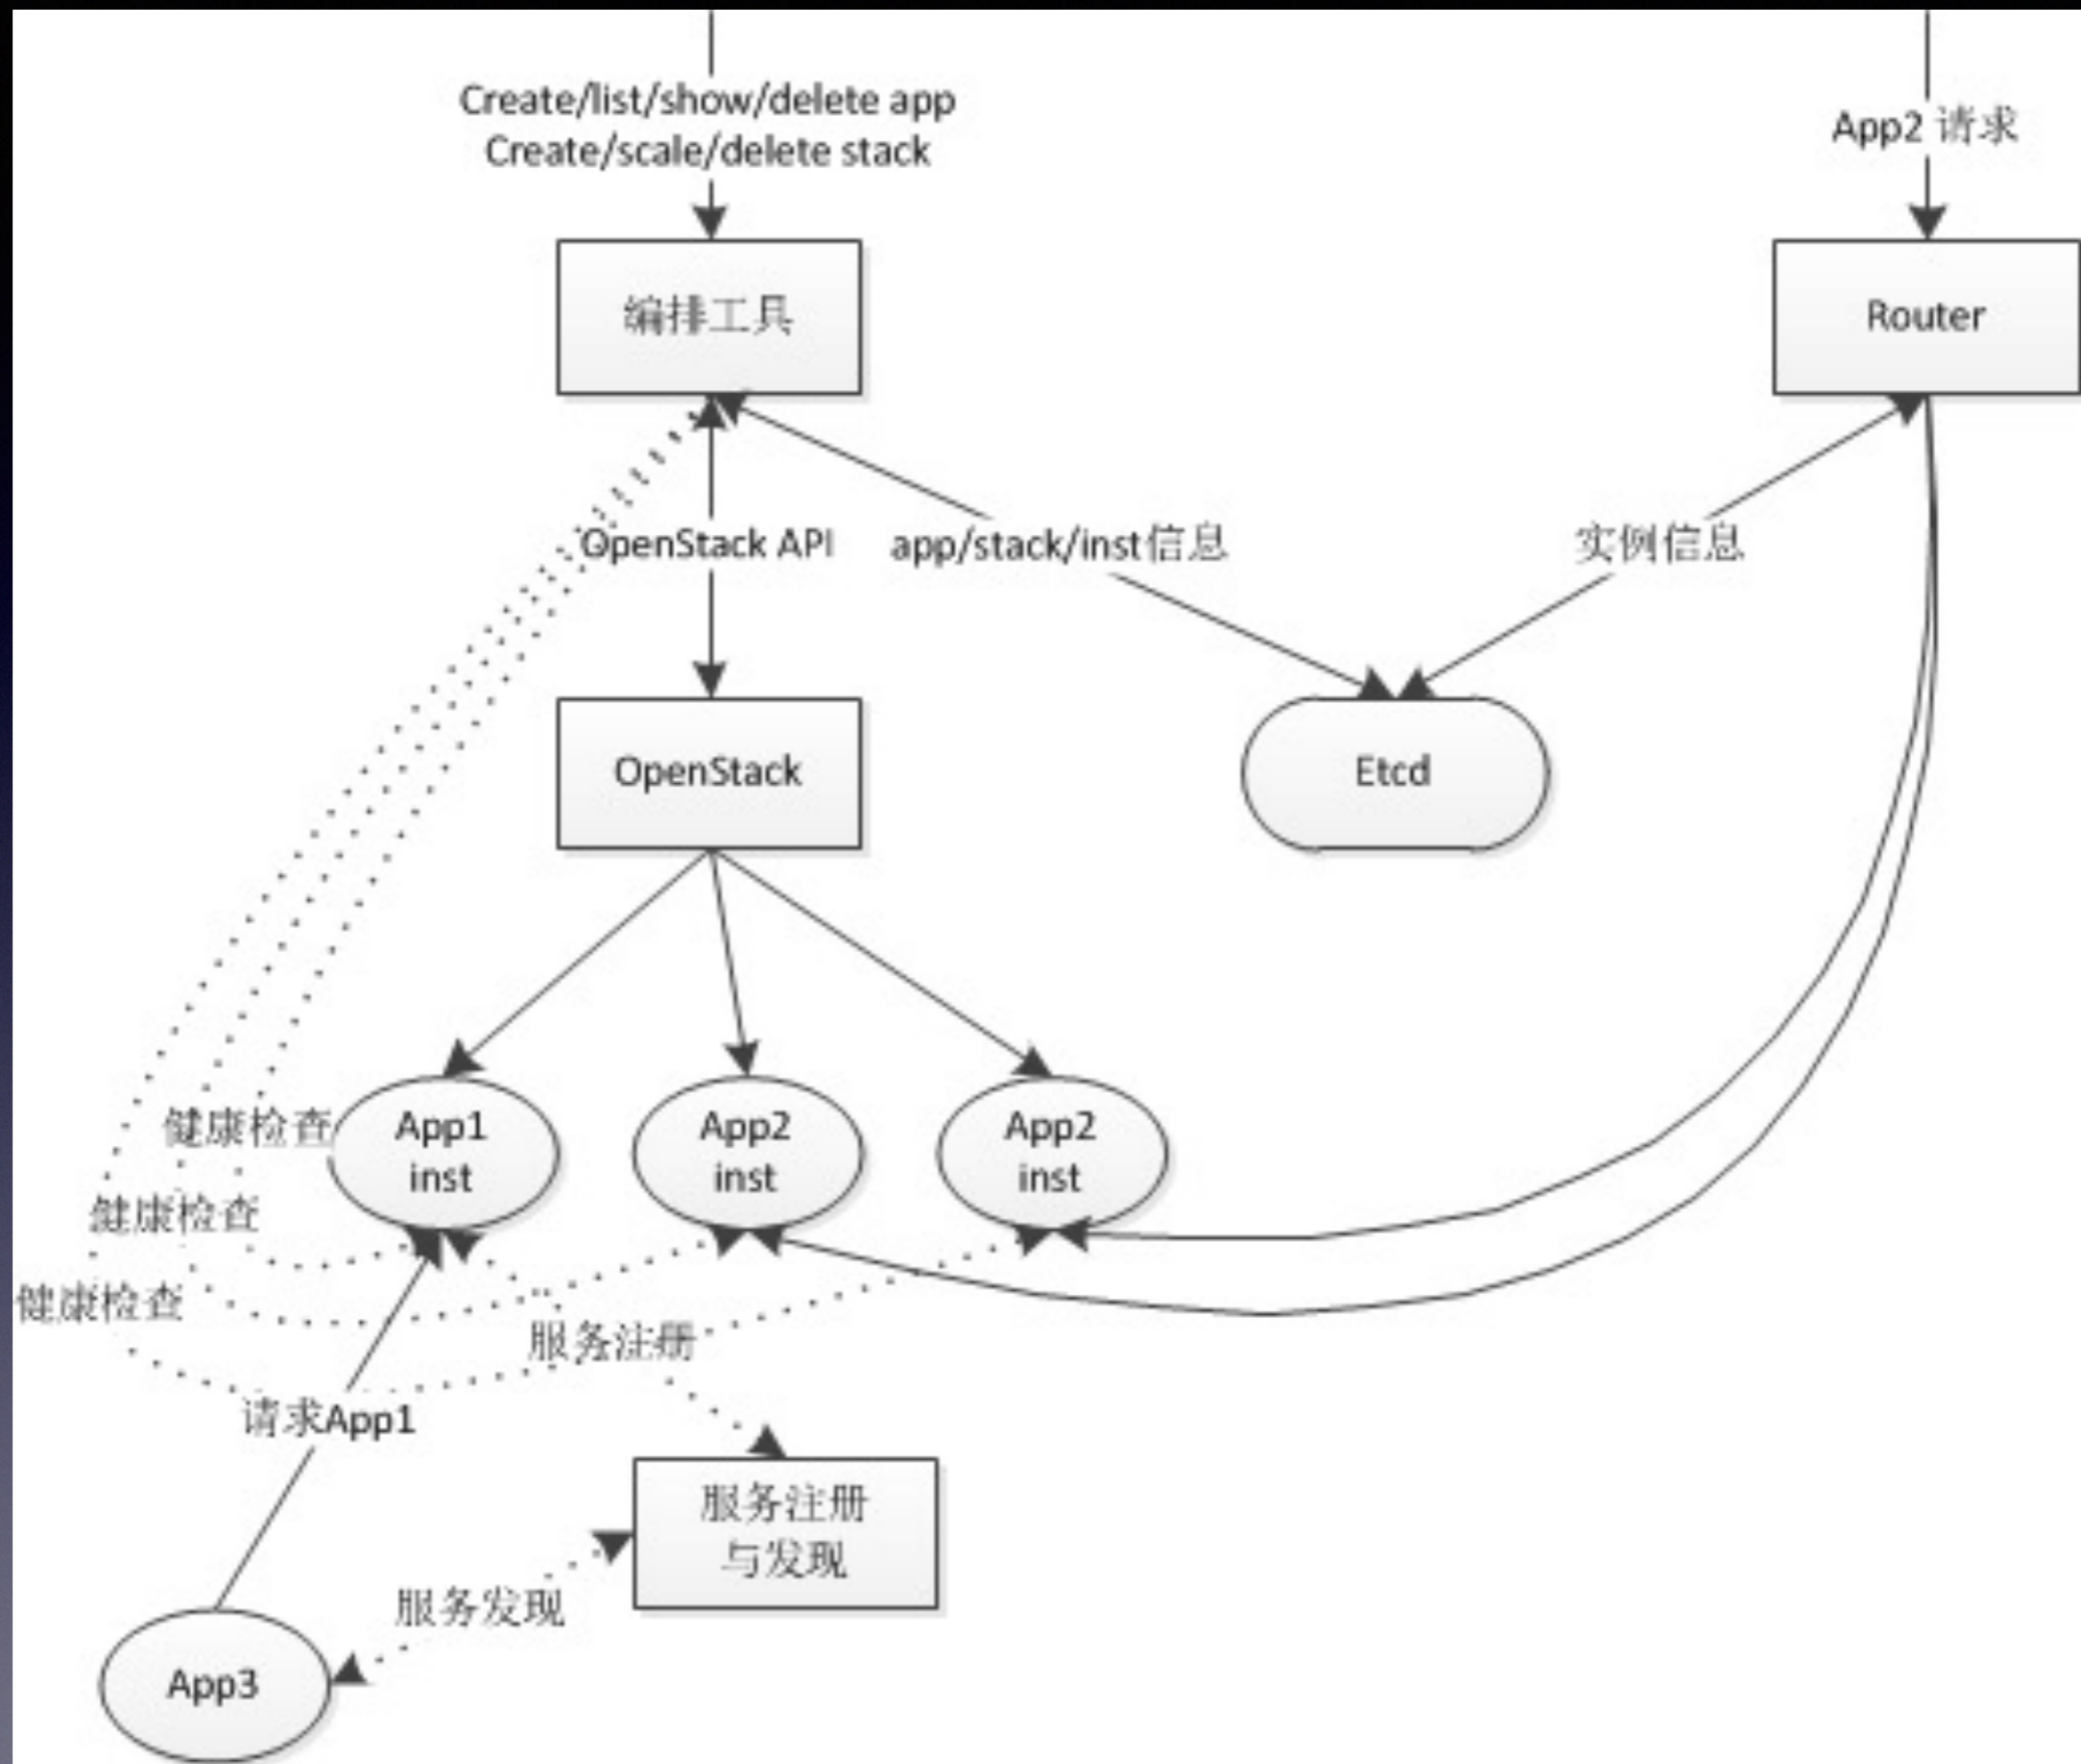 Create/list/show/delete app
Create/scale/delete stack
App2 请求
编排工具
Router
OpenStack API
app/stack/inst信息
实例信息
OpenStack
Etcd
App1
inst
App2
inst
App2
inst
健康检查
健康检查
健康检查
服务注册
请求App1
服务注册
与发现
服务发现
App3